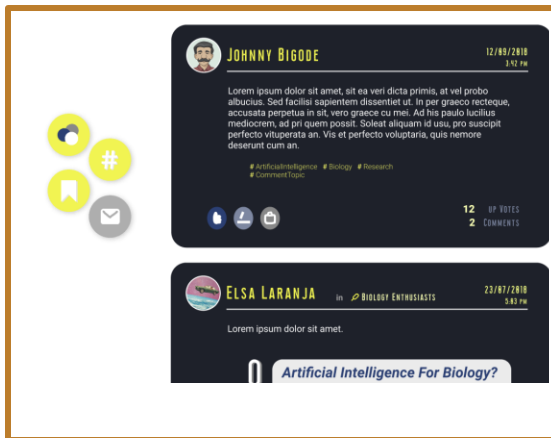 Johnny Bigode
12/09/2018
3:42 PM
Lorem ipsum dolor sit amet, sit ea veri dicta primis, at vel probo
albucius. Sed facilisi sapientem dissentiet ut. In per graeco recteque,
accusata perpetua in sit, vero graece cu mei. Ad his paulo lucilius
mediocrem, ad pri quem possit. Soleat aliquam id usu, pro suscipit
perfecto vituperata an. Vis et perfecto voluptaria, quis nemore
deserunt cum an.
# ArtificialIntelligence # Biology # Research
# CommentTopic
12 up Votes
2 Comments
#
Elsa Laranja in Biology Enthusiasts
23/07/2018
5:03 PM
Lorem ipsum dolor sit amet.
Artificial Intelligence For Biology?